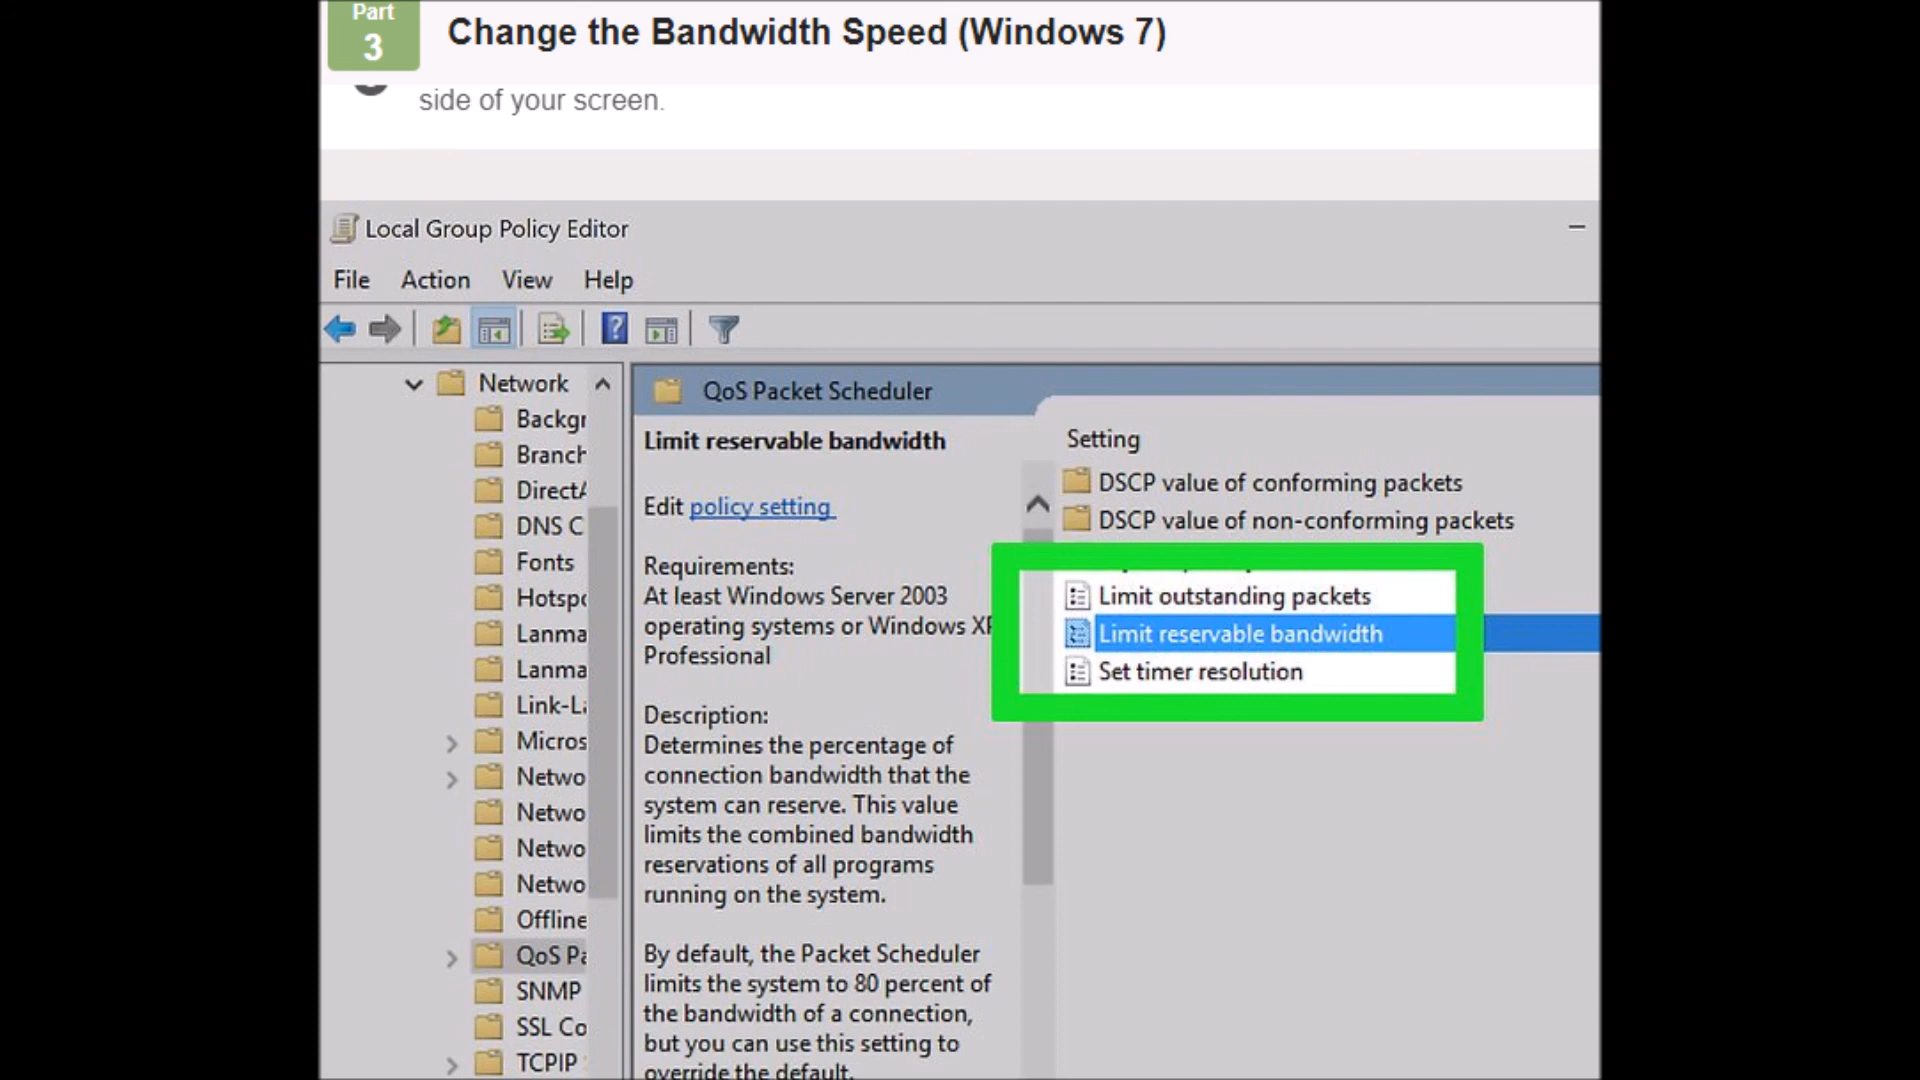 Part
3
Change the Bandwidth Speed (Windows 7)
side of your screen.
Local Group Policy Editor
File Action View Help
Network
Backgr
Branch
DirectA
DNS C
Fonts
Hotspo
Lanma
Lanma
Link-La
Micros
Netwo
Netwo
Netwo
Netwo
Offline
QoS Pa
SNMP
SSL Co
TCPIP
QoS Packet Scheduler
Limit reservable bandwidth
Edit policy setting
Requirements:
At least Windows Server 2003
operating systems or Windows XP
Professional
Description:
Determines the percentage of
connection bandwidth that the
system can reserve. This value
limits the combined bandwidth
reservations of all programs
running on the system.
By default, the Packet Scheduler
limits the system to 80 percent of
the bandwidth of a connection,
but you can use this setting to
override the default.
Setting
DSCP value of conforming packets
DSCP value of non-conforming packets
Limit outstanding packets
Limit reservable bandwidth
Set timer resolution